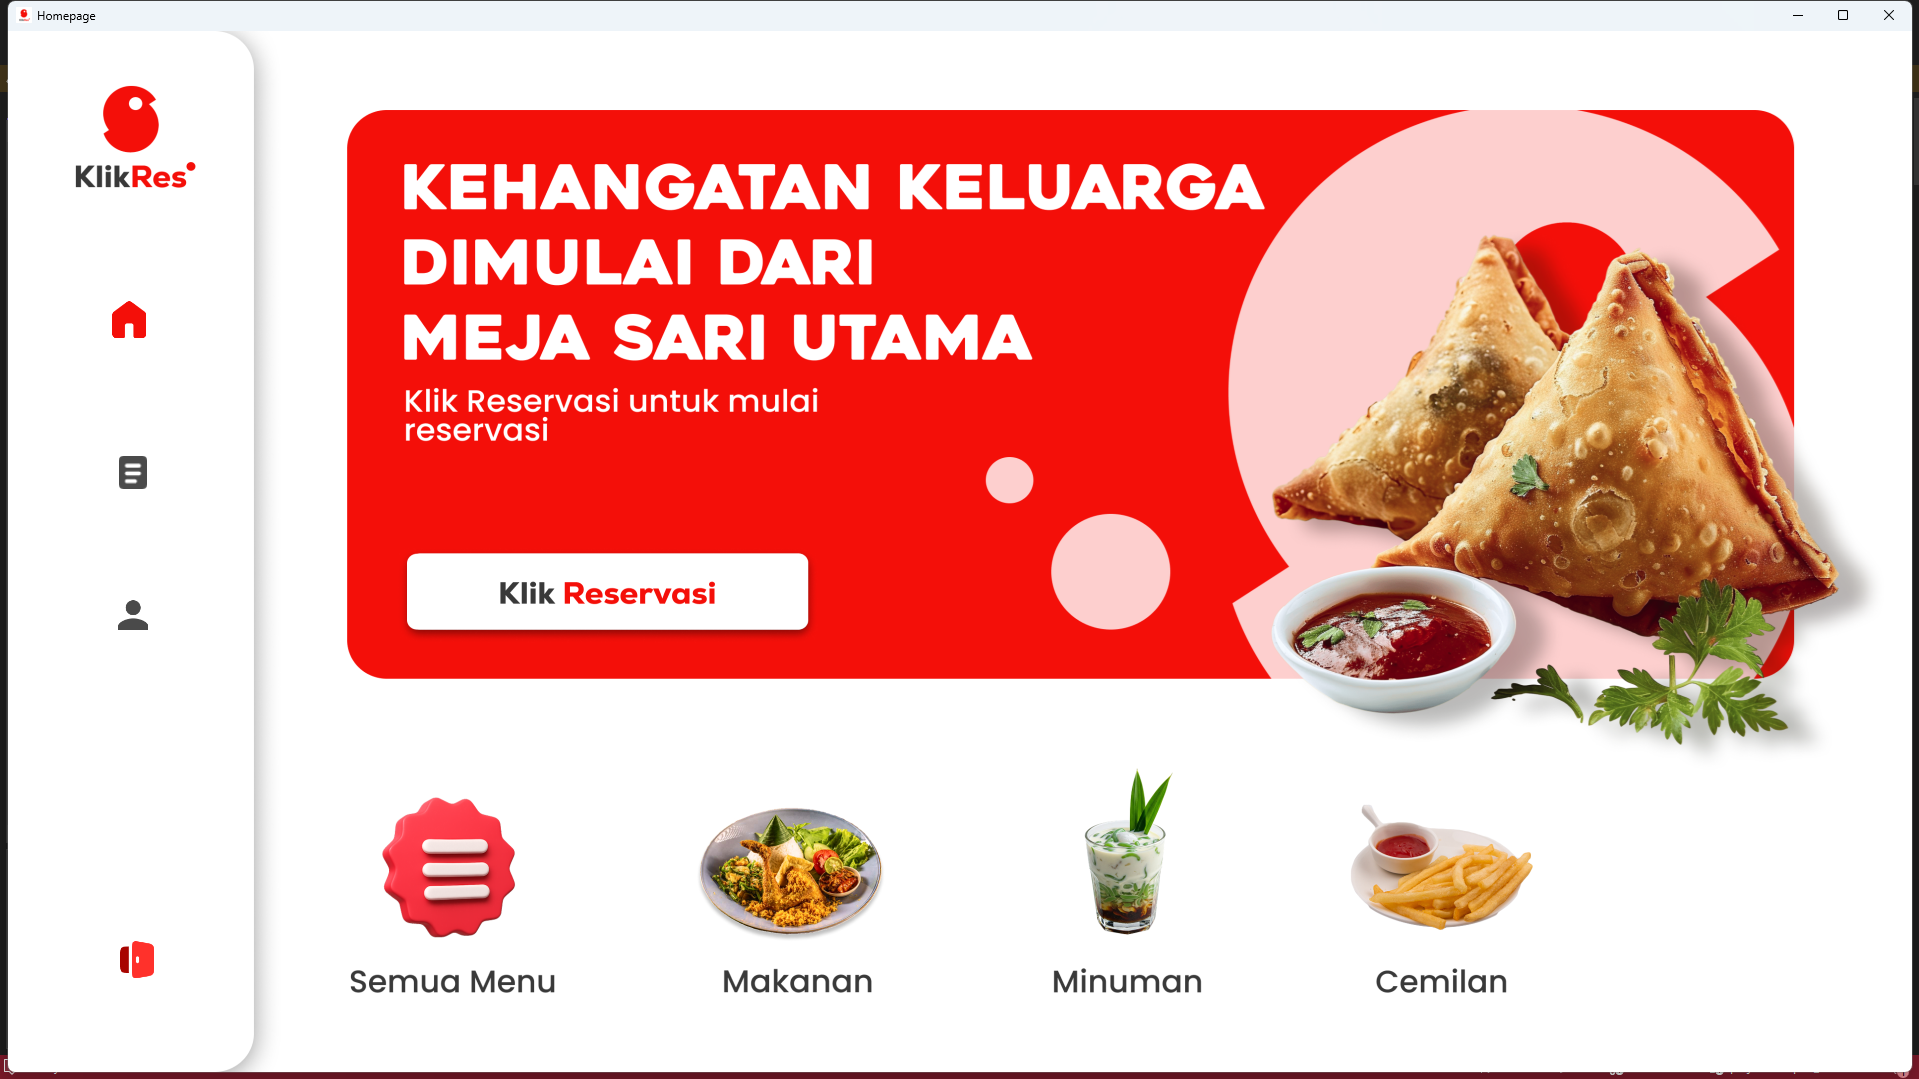 Homepage
KlikRes
KEHANGATAN KELUARGA
DIMULAI DARI
MEJA SARI UTAMA
Klik Reservasi untuk mulai
reservasi
Klik Reservasi
Semua Menu
Makanan
Minuman
Cemilan